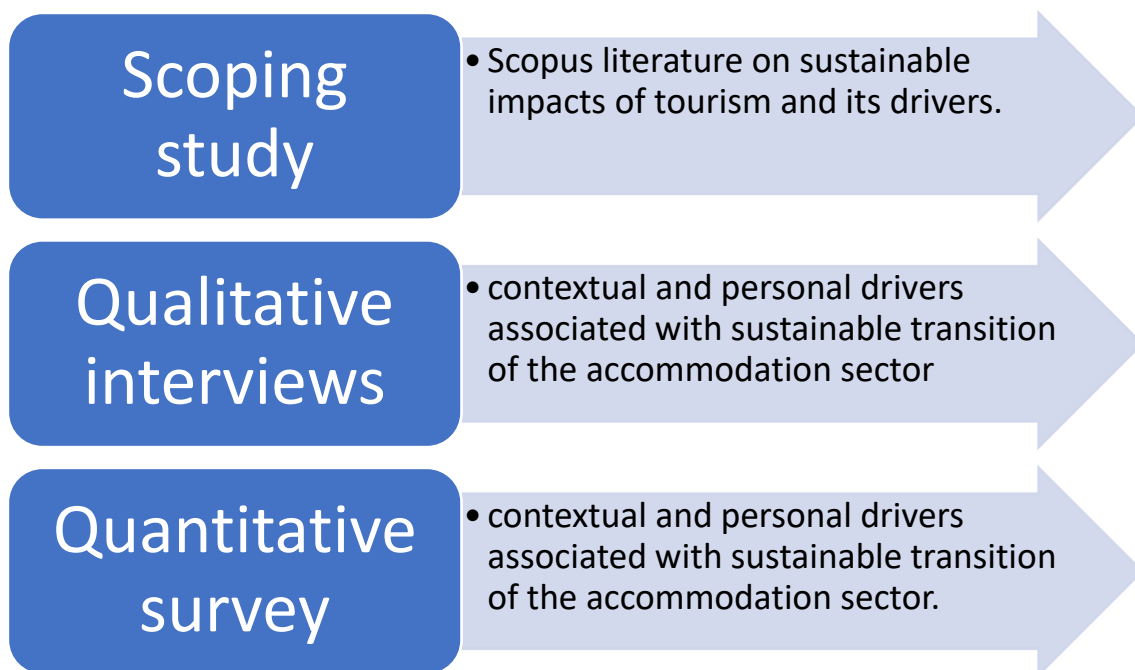 Scoping
study
• Scopus literature on sustainable
impacts of tourism and its drivers.
Qualitative
interviews
• contextual and personal drivers
associated with sustainable transition
of the accommodation sector
Quantitative
survey
• contextual and personal drivers
associated with sustainable transition
of the accommodation sector.